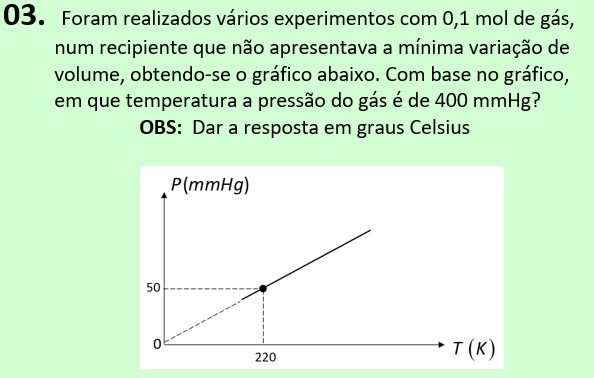 03. Foram realizados vários experimentos com 0,1 mol de gás,
num recipiente que não apresentava a mínima variação de
volume, obtendo-se o gráfico abaixo. Com base no gráfico,
em que temperatura a pressão do gás é de 400 mmHg?
OBS: Dar a resposta em graus Celsius
P(mmHg)
50
0
220
T (K)